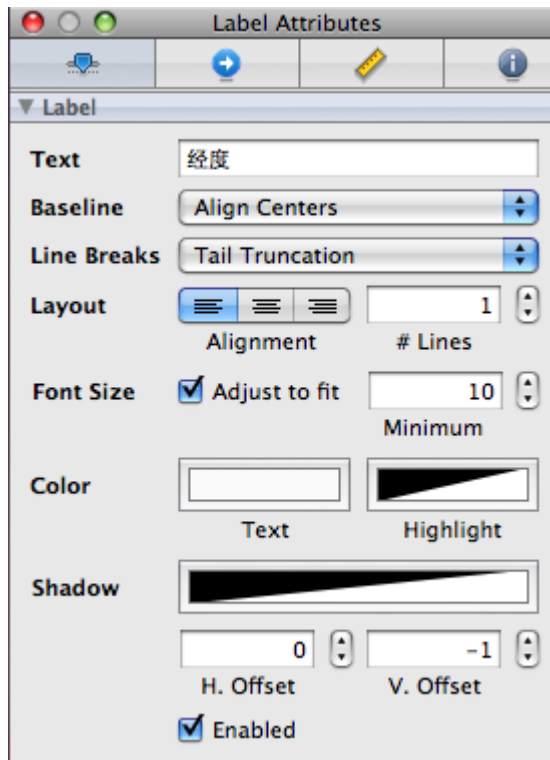 Label Attributes
Label
Text 经度
Baseline Align Centers
Line Breaks Tail Truncation
Layout 1
Alignment # Lines
Font Size Adjust to fit 10
Minimum
Color
Text Highlight
Shadow
0 -1
H. Offset V. Offset
Enabled